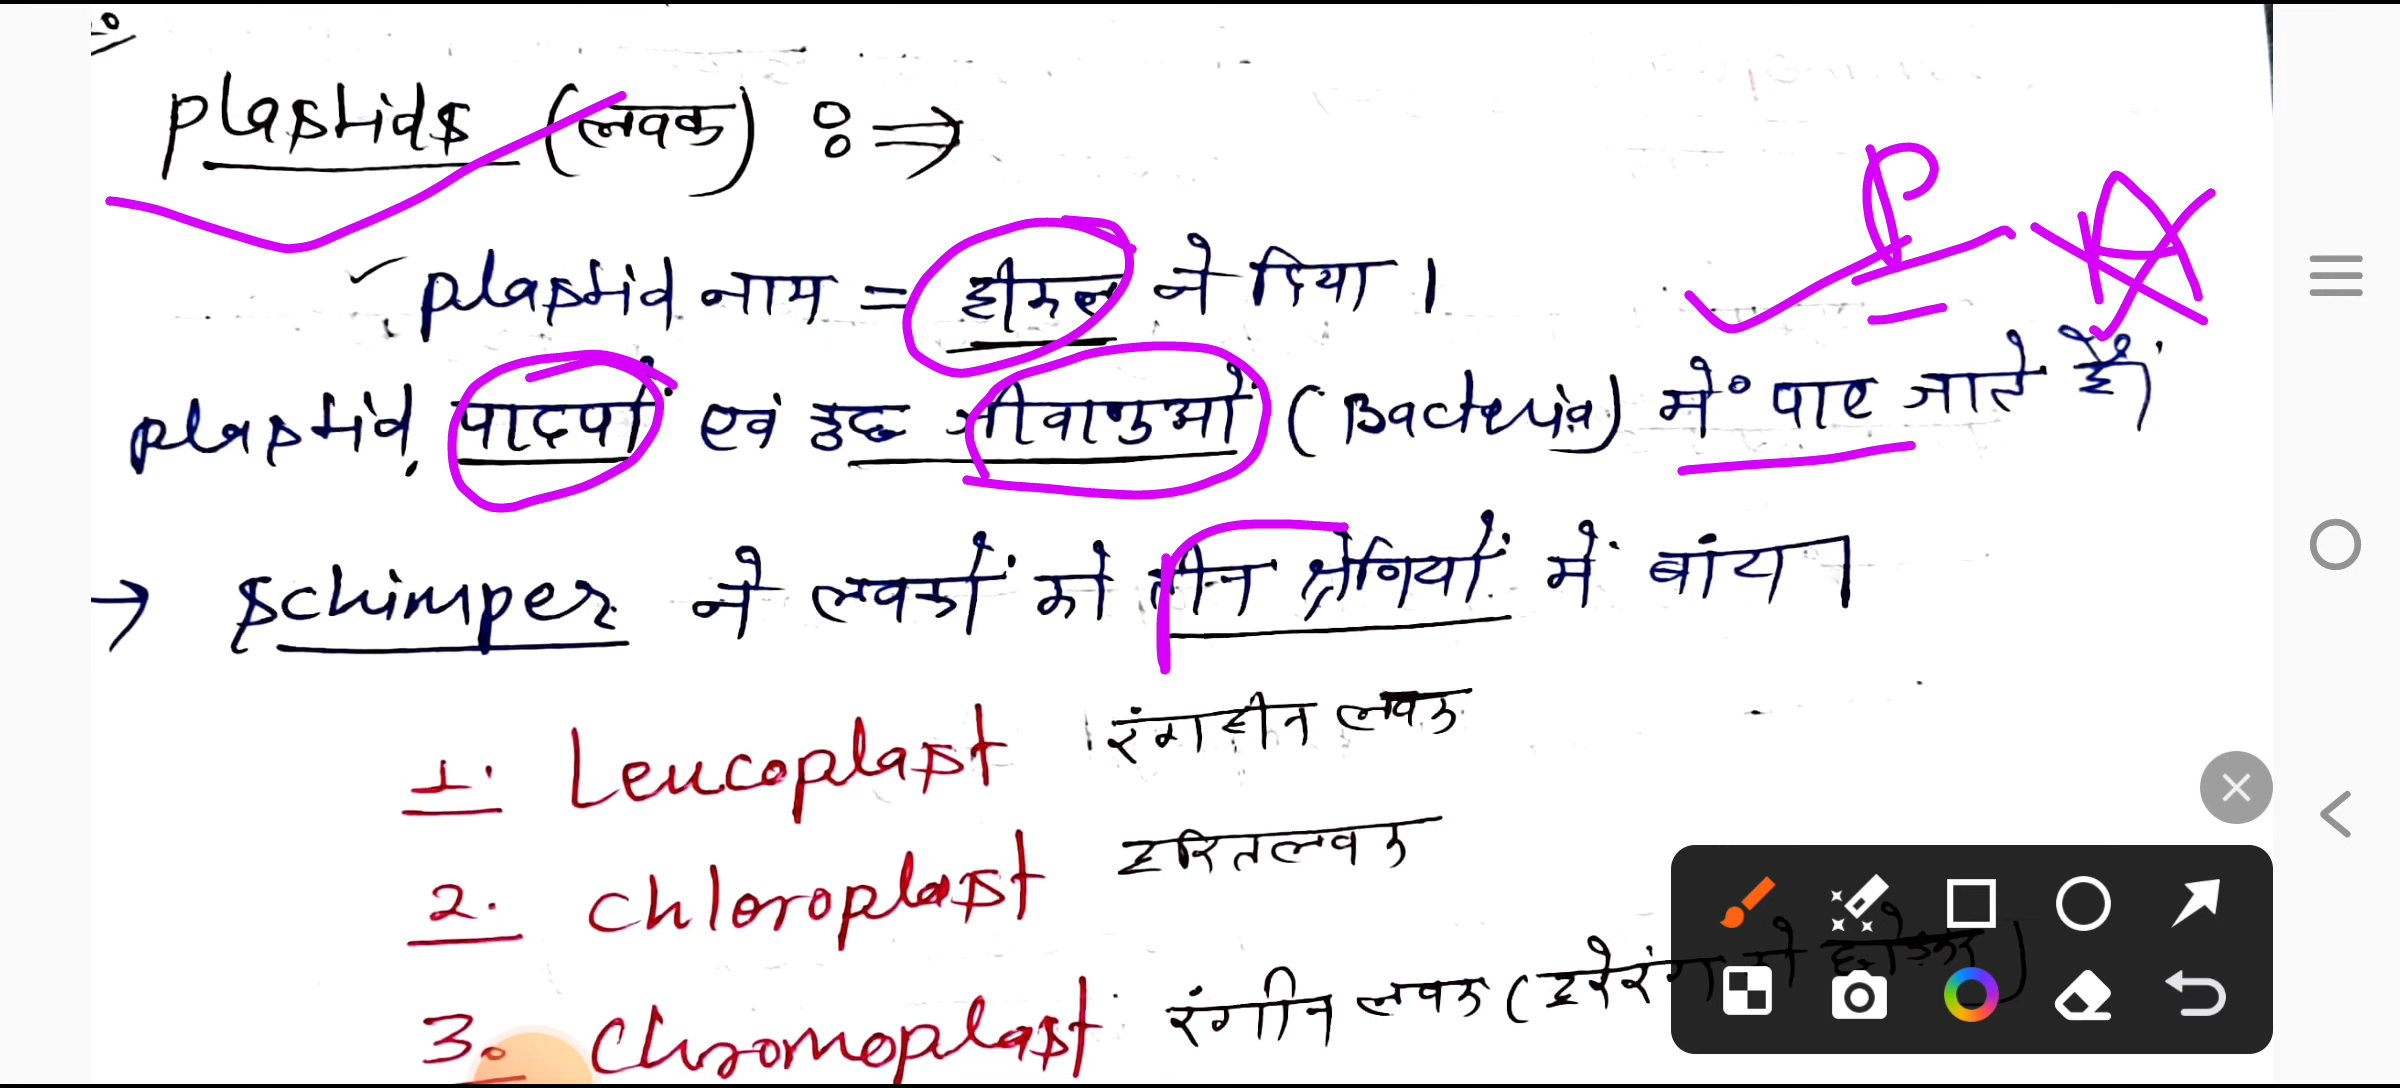 Plastids (लवक) :⇒
Plastid नाम = हीकल ने दिया ।
Plastid, पादपों एवं कुछ जीवाणुओं (Bacteria) में पाए जाते हैं।
→ Schimper ने लवकों को तीन श्रेणियों में बांटा ।
1. Leucoplast रंगहीन लवक
2. Chloroplast हरितलवक
3. Chromoplast रंगीन लवक (हरे रंग को छोड़कर)